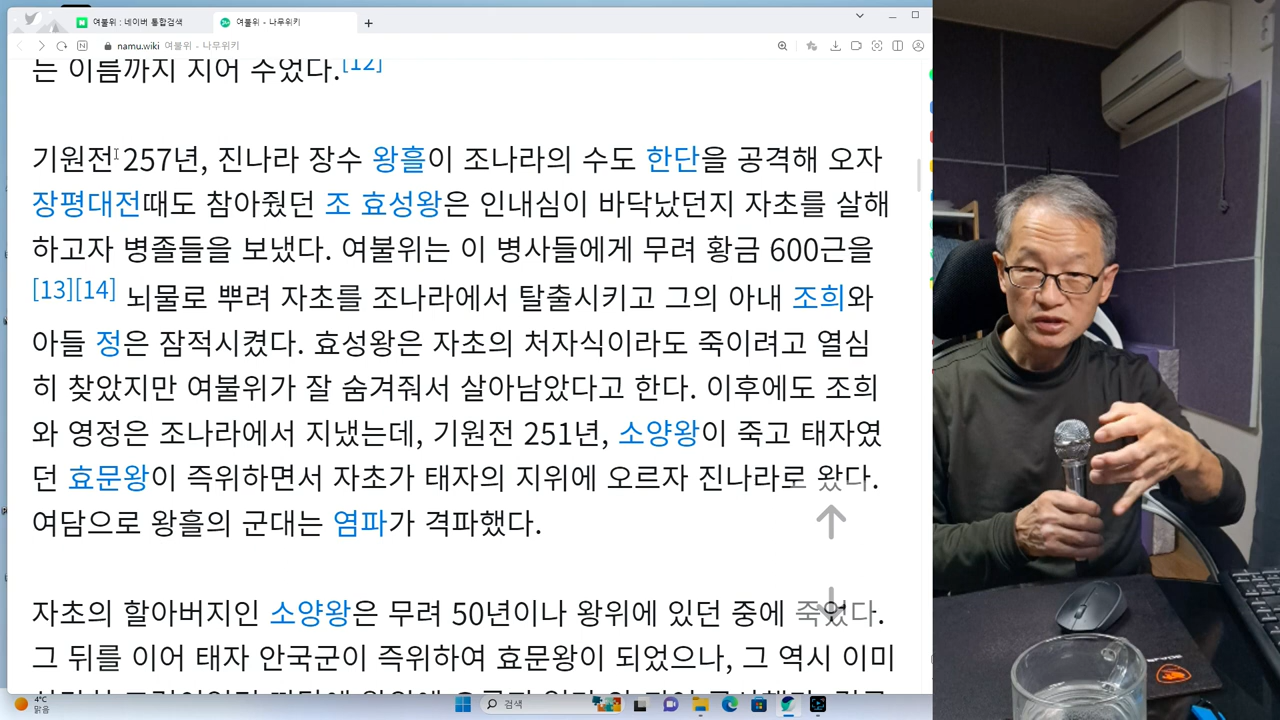 여불위 : 네이버 통합검색
여불위 - 나무위키
namu.wiki 여불위 - 나무위키
는 이름까지 지어 주었다.[12]
기원전 257년, 진나라 장수 왕흘이 조나라의 수도 한단을 공격해 오자
장평대전때도 참아줬던 조 효성왕은 인내심이 바닥났던지 자초를 살해
하고자 병졸들을 보냈다. 여불위는 이 병사들에게 무려 황금 600근을
[13][14] 뇌물로 뿌려 자초를 조나라에서 탈출시키고 그의 아내 조희와
아들 정은 잠적시켰다. 효성왕은 자초의 처자식이라도 죽이려고 열심
히 찾았지만 여불위가 잘 숨겨줘서 살아남았다고 한다. 이후에도 조희
와 영정은 조나라에서 지냈는데, 기원전 251년, 소양왕이 죽고 태자였
던 효문왕이 즉위하면서 자초가 태자의 지위에 오르자 진나라로 왔다.
여담으로 왕흘의 군대는 염파가 격파했다.
자초의 할아버지인 소양왕은 무려 50년이나 왕위에 있던 중에 죽었다.
그 뒤를 이어 태자 안국군이 즉위하여 효문왕이 되었으나, 그 역시 이미
4°C
맑음
검색